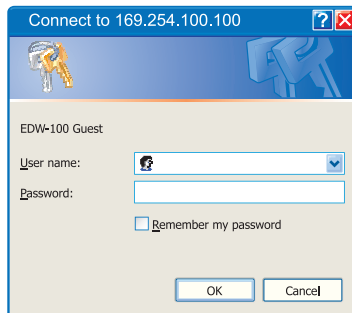 Connect to 169.254.100.100
EDW-100 Guest
User name:
Password:
Remember my password
OK
Cancel